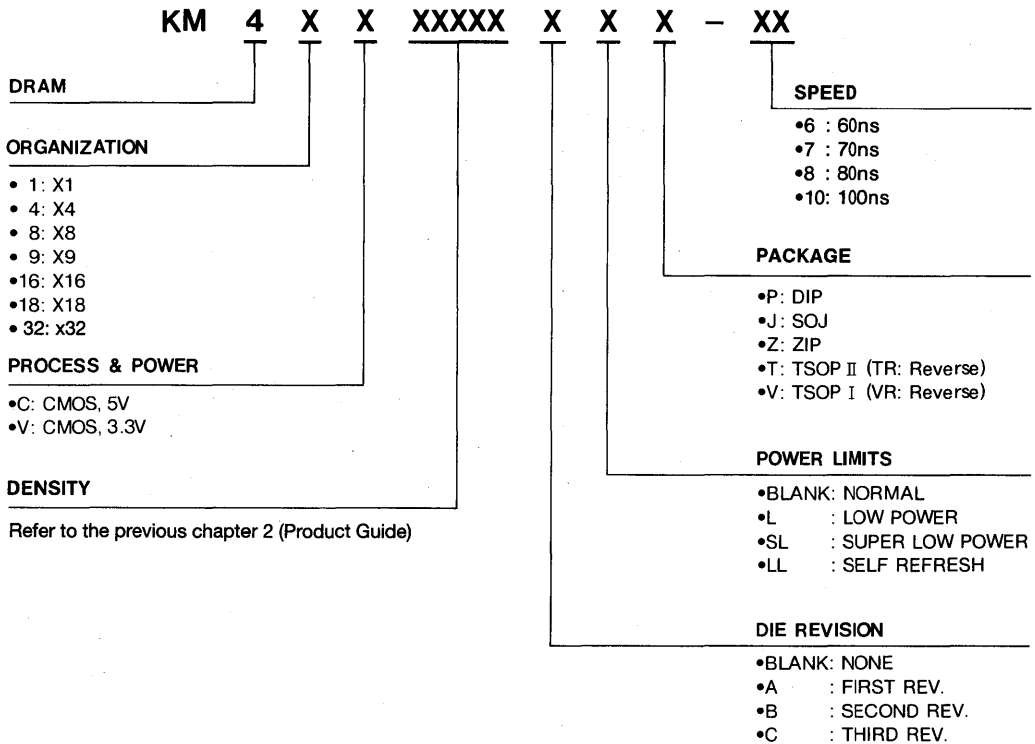 KM 4 X X XXXXX X X X – XX
DRAM
ORGANIZATION
• 1: X1
• 4: X4
• 8: X8
• 9: X9
•16: X16
•18: X18
• 32: x32
PROCESS & POWER
•C: CMOS, 5V
•V: CMOS, 3.3V
DENSITY
Refer to the previous chapter 2 (Product Guide)
SPEED
•6 : 60ns
•7 : 70ns
•8 : 80ns
•10: 100ns
PACKAGE
•P: DIP
•J: SOJ
•Z: ZIP
•T: TSOP II (TR: Reverse)
•V: TSOP I (VR: Reverse)
POWER LIMITS
•BLANK: NORMAL
•L : LOW POWER
•SL : SUPER LOW POWER
•LL : SELF REFRESH
DIE REVISION
•BLANK: NONE
•A : FIRST REV.
•B : SECOND REV.
•C : THIRD REV.